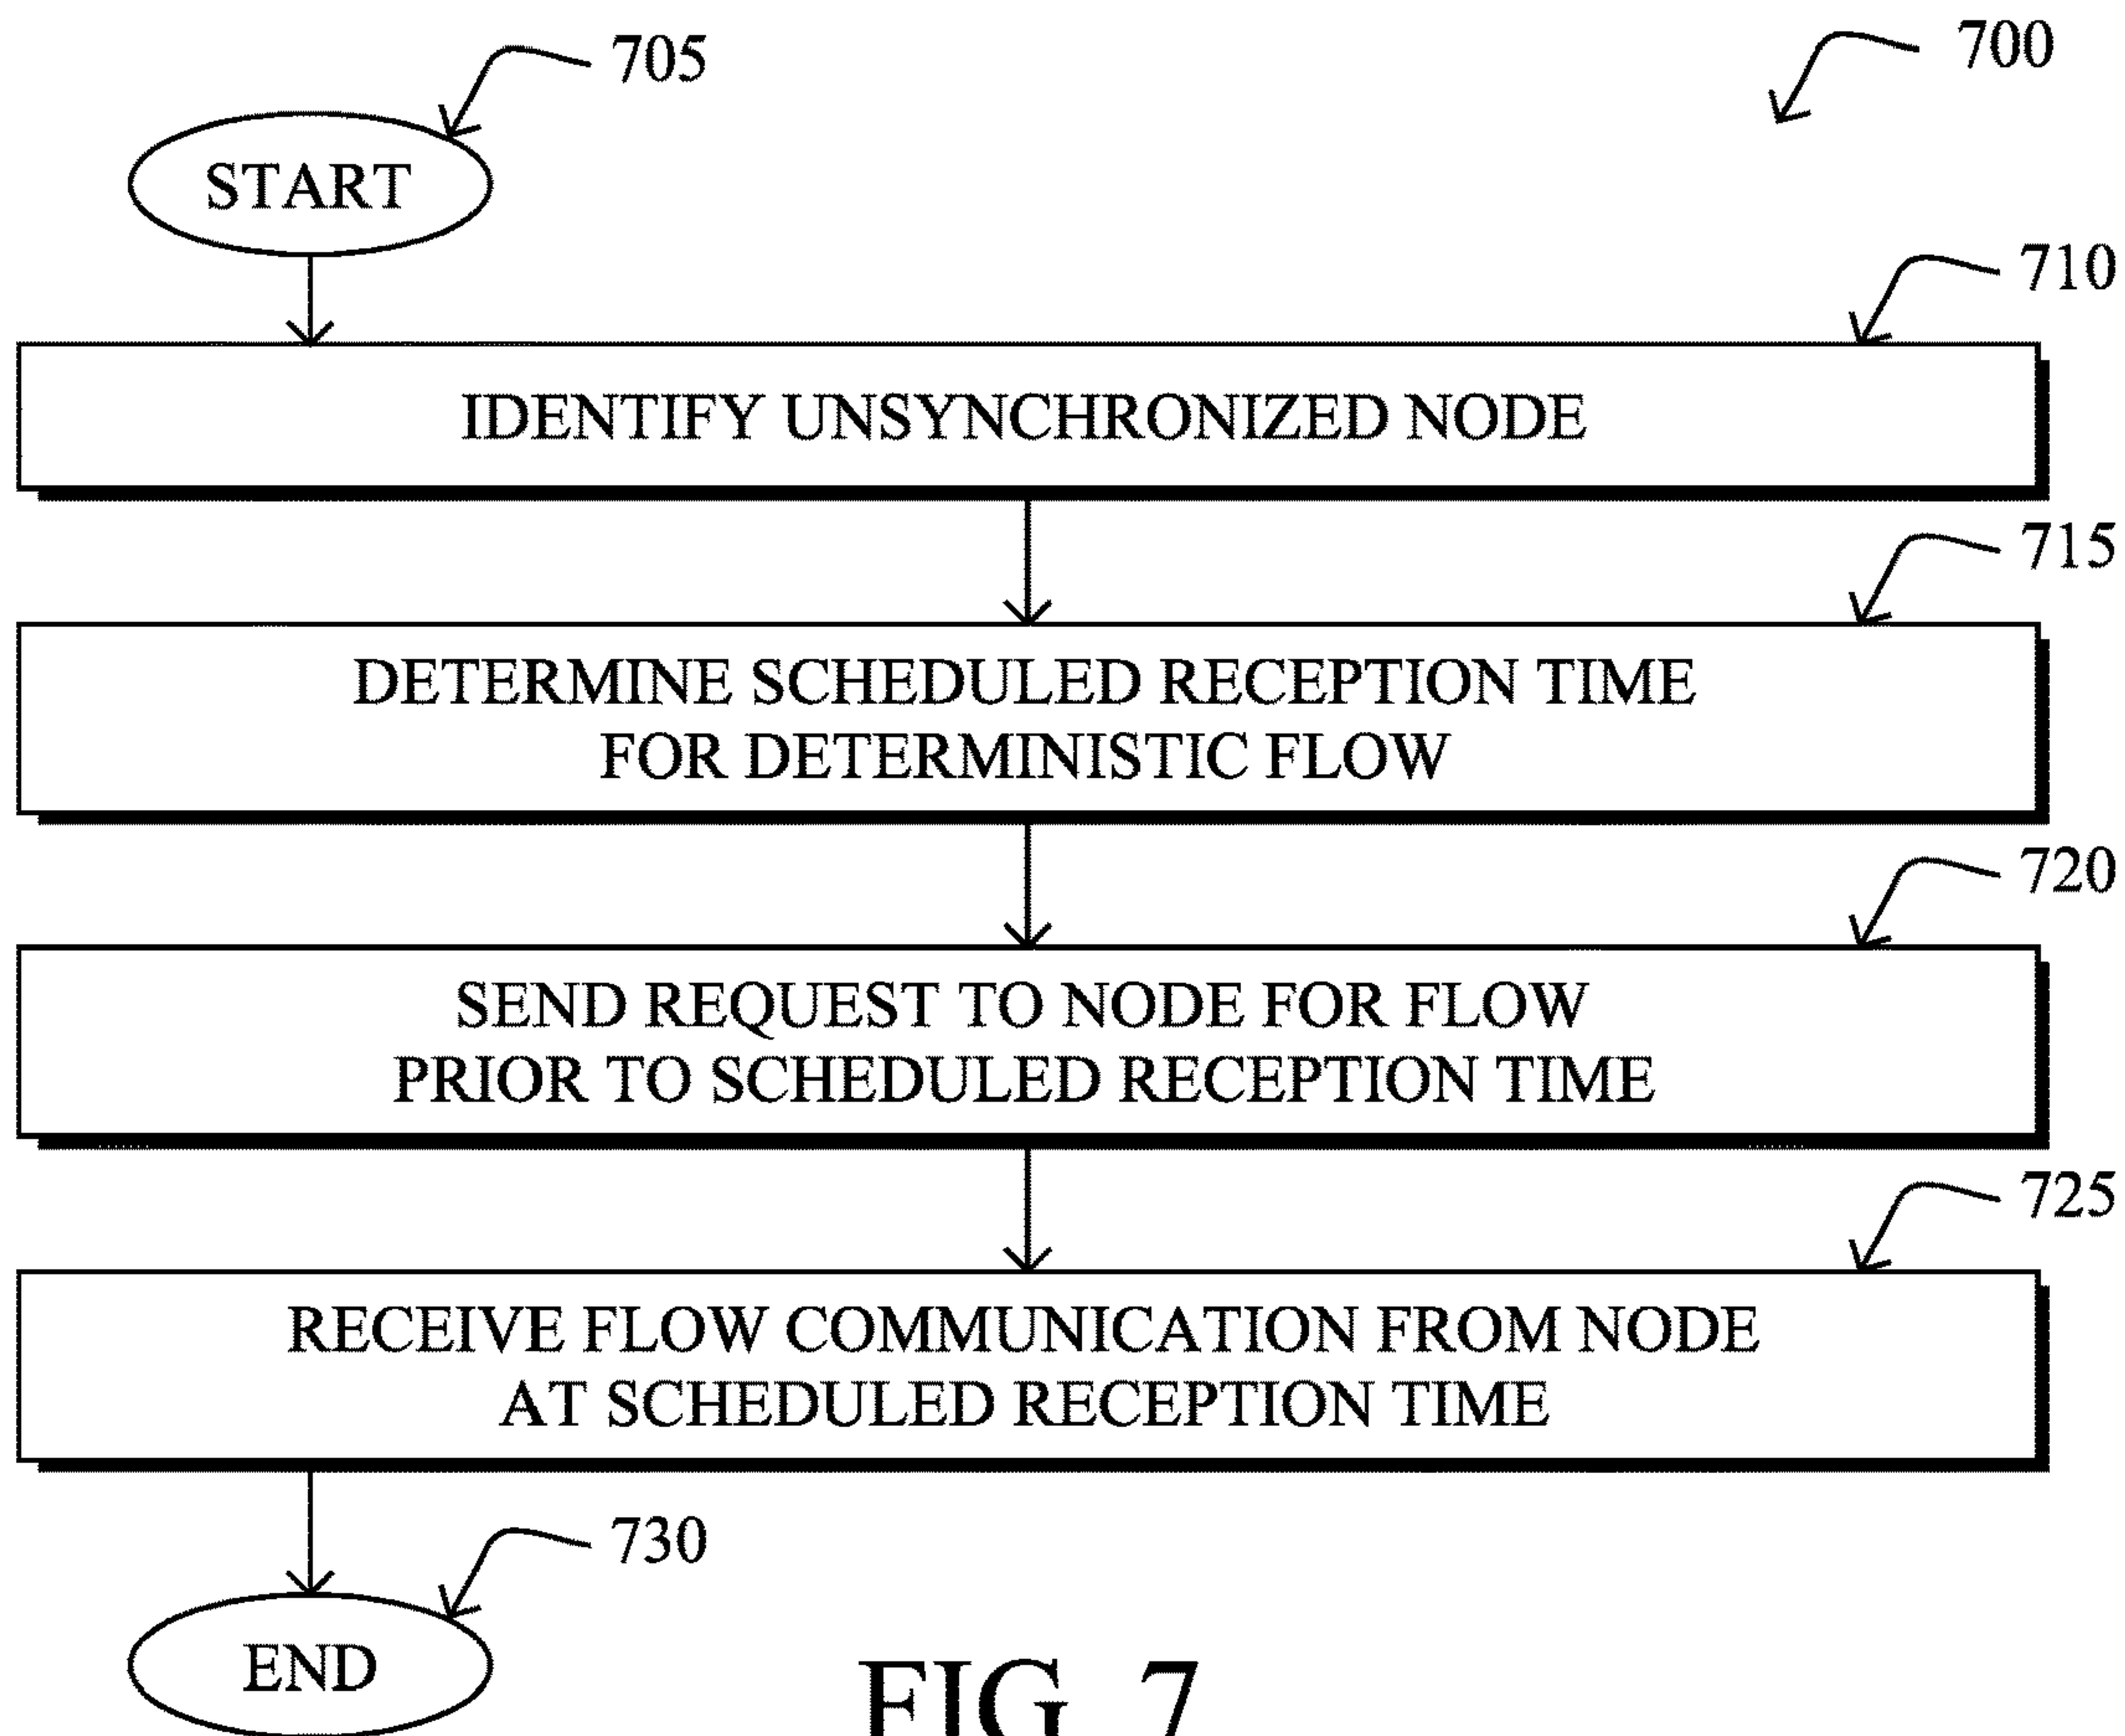 705
700
START
710
IDENTIFY UNSYNCHRONIZED NODE
715
DETERMINE SCHEDULED RECEPTION TIME
FOR DETERMINISTIC FLOW
720
SEND REQUEST TO NODE FOR FLOW
PRIOR TO SCHEDULED RECEPTION TIME
725
RECEIVE FLOW COMMUNICATION FROM NODE
AT SCHEDULED RECEPTION TIME
730
END
FIG. 7